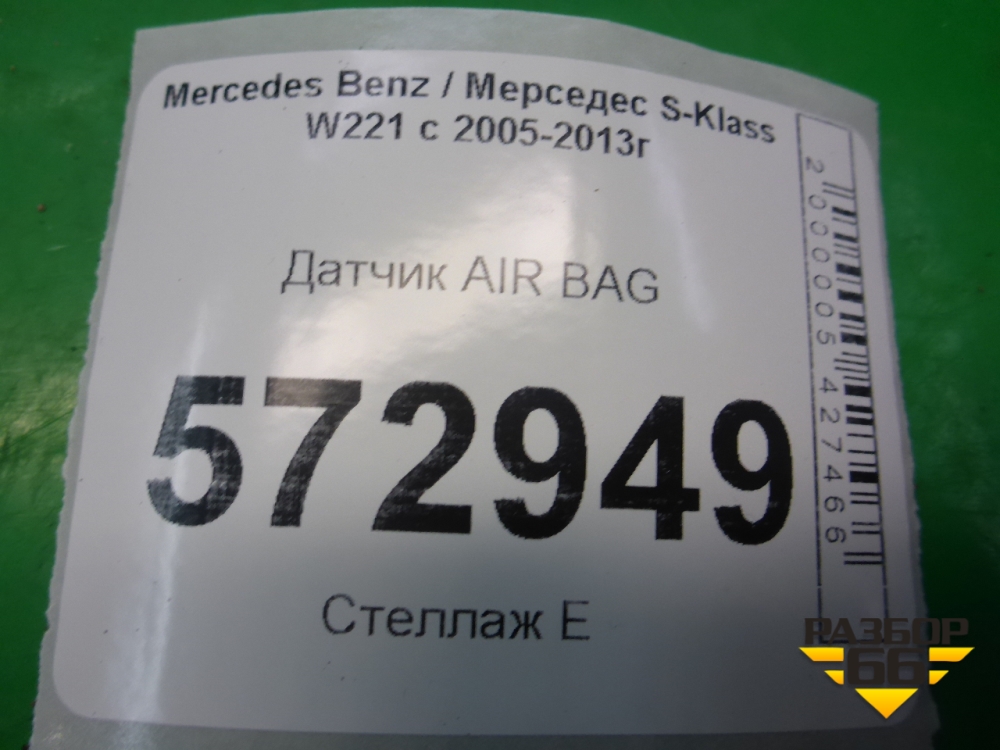 Mercedes Benz / Мерседес S-Klass
W221 с 2005-2013г
Датчик AIR BAG
572949
Стеллаж Е
2000005427466
РАЗБОР
66